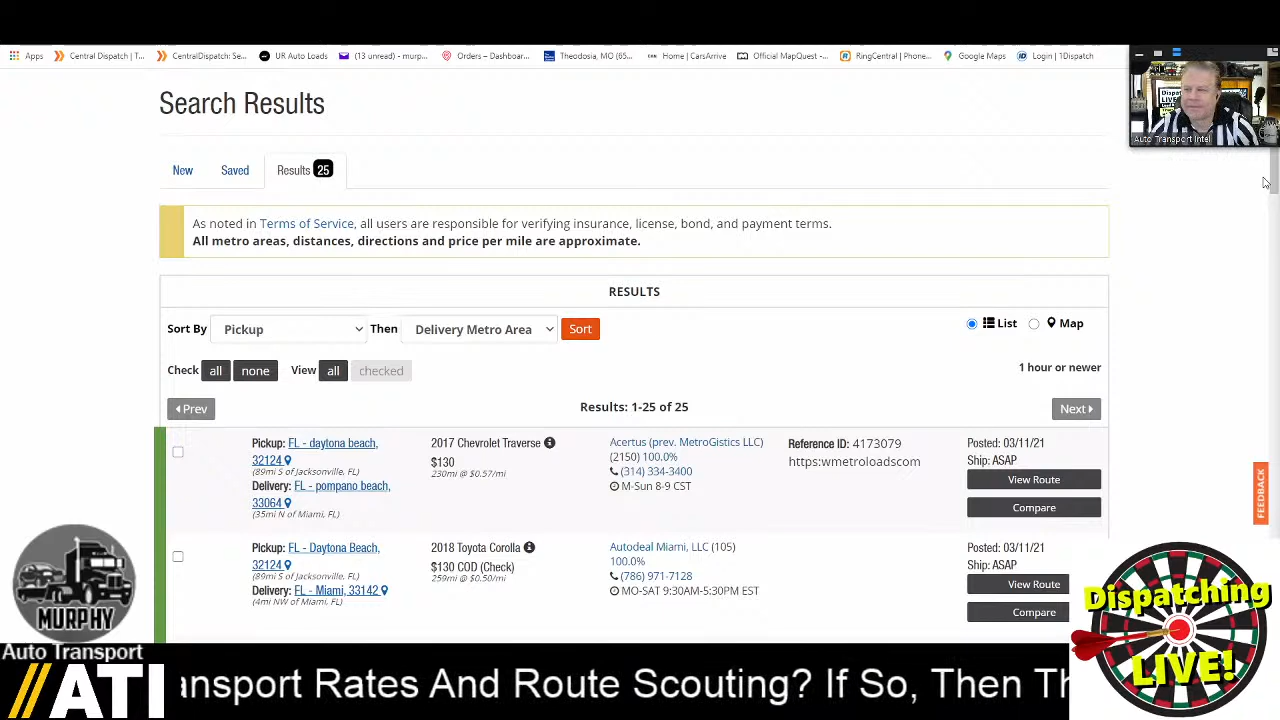 Apps
Central Dispatch | T...
CentralDispatch: Se...
UR Auto Loads
(13 unread) - murp...
Orders – Dashboar...
Theodosia, MO (65...
Home | CarsArrive
Official MapQuest -...
RingCentral | Phone...
Google Maps
Login | 1Dispatch
Search Results
Auto Transport Intel
New
Saved
Results 25
As noted in Terms of Service, all users are responsible for verifying insurance, license, bond, and payment terms.
All metro areas, distances, directions and price per mile are approximate.
RESULTS
Sort By Pickup Then Delivery Metro Area Sort
List Map
Check all none View all checked
1 hour or newer
Prev
Results: 1-25 of 25
Next
Pickup: FL - daytona beach,
32124
(89mi S of Jacksonville, FL)
Delivery: FL - pompano beach,
33064
(35mi N of Miami, FL)
2017 Chevrolet Traverse
$130
230mi @ $0.57/mi
Acertus (prev. MetroGistics LLC)
(2150) 100.0%
(314) 334-3400
M-Sun 8-9 CST
Reference ID: 4173079
https:wmetroloadscom
Posted: 03/11/21
Ship: ASAP
View Route
Compare
Pickup: FL - Daytona Beach,
32124
(89mi S of Jacksonville, FL)
Delivery: FL - Miami, 33142
(4mi NW of Miami, FL)
2018 Toyota Corolla
$130 COD (Check)
259mi @ $0.50/mi
Autodeal Miami, LLC (105)
100.0%
(786) 971-7128
MO-SAT 9:30AM-5:30PM EST
Posted: 03/11/21
Ship: ASAP
View Route
Compare
FEEDBACK
MURPHY
Auto Transport
//ATI
Dispatching
LIVE!
ansport Rates And Route Scouting? If So, Then Th